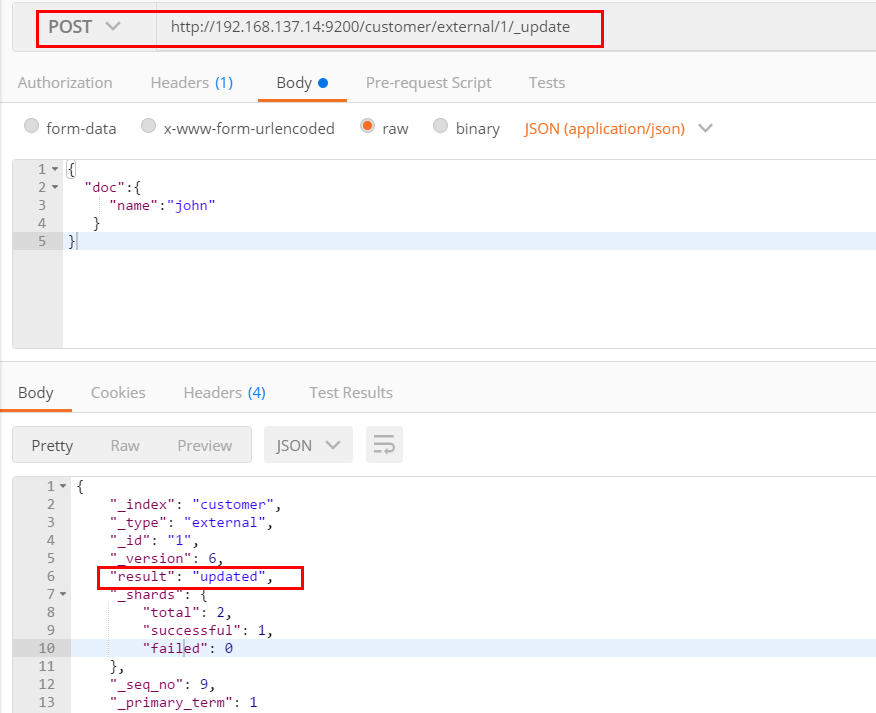 POST http://192.168.137.14:9200/customer/external/1/_update
Authorization Headers (1) Body Pre-request Script Tests
form-data x-www-form-urlencoded raw binary JSON (application/json)
1 {
2 "doc":{
3 "name":"john"
4 }
5 }
Body Cookies Headers (4) Test Results
Pretty Raw Preview JSON
1 {
2 "_index": "customer",
3 "_type": "external",
4 "_id": "1",
5 "_version": 6,
6 "result": "updated",
7 "_shards": {
8 "total": 2,
9 "successful": 1,
10 "failed": 0
11 },
12 "_seq_no": 9,
13 "_primary_term": 1